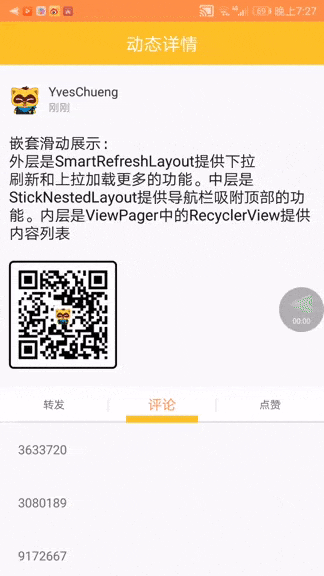 69 晚上7:27
动态详情
YvesChueng
刚刚
嵌套滑动展示：
外层是SmartRefreshLayout提供下拉
刷新和上拉加载更多的功能。中层是
StickNestedLayout提供导航栏吸附顶部的功
能。内层是ViewPager中的RecyclerView提供
内容列表
00:00
转发 评论 点赞
3633720
3080189
9172667